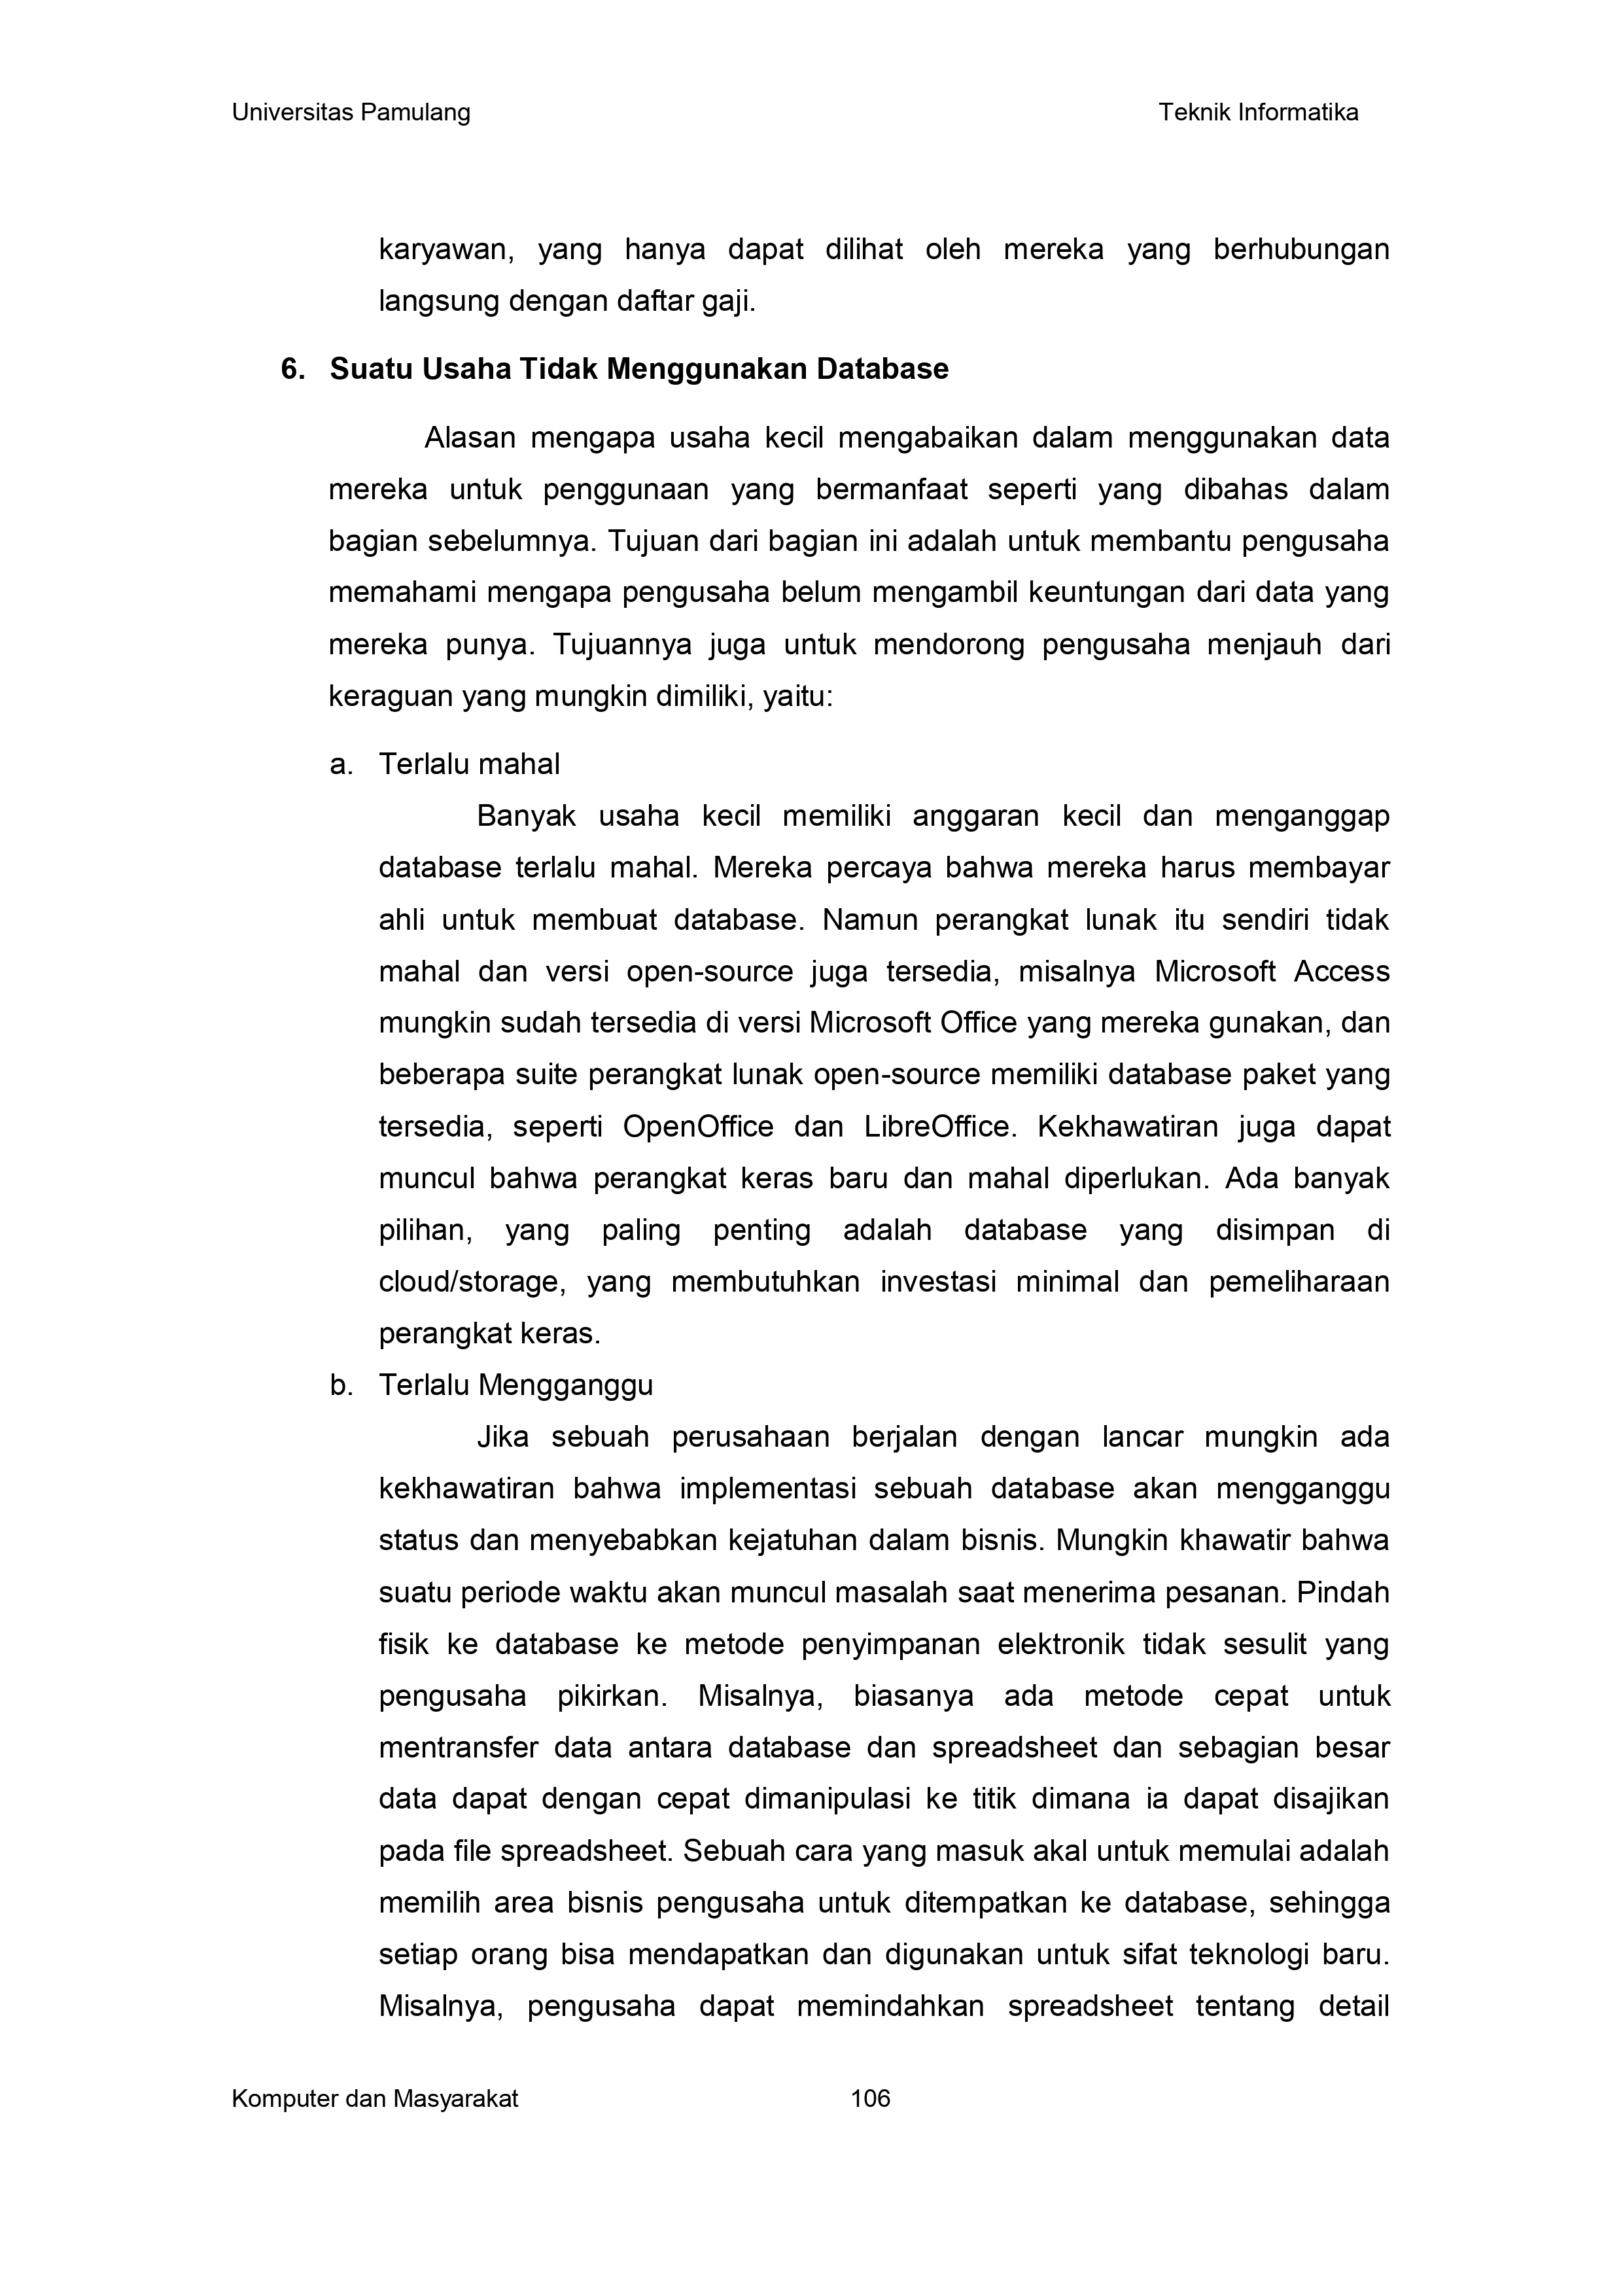 Universitas Pamulang Teknik Informatika
karyawan, yang hanya dapat dilihat oleh mereka yang berhubungan
langsung dengan daftar gaji.
6. Suatu Usaha Tidak Menggunakan Database
Alasan mengapa usaha kecil mengabaikan dalam menggunakan data
mereka untuk penggunaan yang bermanfaat seperti yang dibahas dalam
bagian sebelumnya. Tujuan dari bagian ini adalah untuk membantu pengusaha
memahami mengapa pengusaha belum mengambil keuntungan dari data yang
mereka punya. Tujuannya juga untuk mendorong pengusaha menjauh dari
keraguan yang mungkin dimiliki, yaitu:
a. Terlalu mahal
Banyak usaha kecil memiliki anggaran kecil dan menganggap
database terlalu mahal. Mereka percaya bahwa mereka harus membayar
ahli untuk membuat database. Namun perangkat lunak itu sendiri tidak
mahal dan versi open-source juga tersedia, misalnya Microsoft Access
mungkin sudah tersedia di versi Microsoft Office yang mereka gunakan, dan
beberapa suite perangkat lunak open-source memiliki database paket yang
tersedia, seperti OpenOffice dan LibreOffice. Kekhawatiran juga dapat
muncul bahwa perangkat keras baru dan mahal diperlukan. Ada banyak
pilihan, yang paling penting adalah database yang disimpan di
cloud/storage, yang membutuhkan investasi minimal dan pemeliharaan
perangkat keras.
b. Terlalu Mengganggu
Jika sebuah perusahaan berjalan dengan lancar mungkin ada
kekhawatiran bahwa implementasi sebuah database akan mengganggu
status dan menyebabkan kejatuhan dalam bisnis. Mungkin khawatir bahwa
suatu periode waktu akan muncul masalah saat menerima pesanan. Pindah
fisik ke database ke metode penyimpanan elektronik tidak sesulit yang
pengusaha pikirkan. Misalnya, biasanya ada metode cepat untuk
mentransfer data antara database dan spreadsheet dan sebagian besar
data dapat dengan cepat dimanipulasi ke titik dimana ia dapat disajikan
pada file spreadsheet. Sebuah cara yang masuk akal untuk memulai adalah
memilih area bisnis pengusaha untuk ditempatkan ke database, sehingga
setiap orang bisa mendapatkan dan digunakan untuk sifat teknologi baru.
Misalnya, pengusaha dapat memindahkan spreadsheet tentang detail
Komputer dan Masyarakat 106